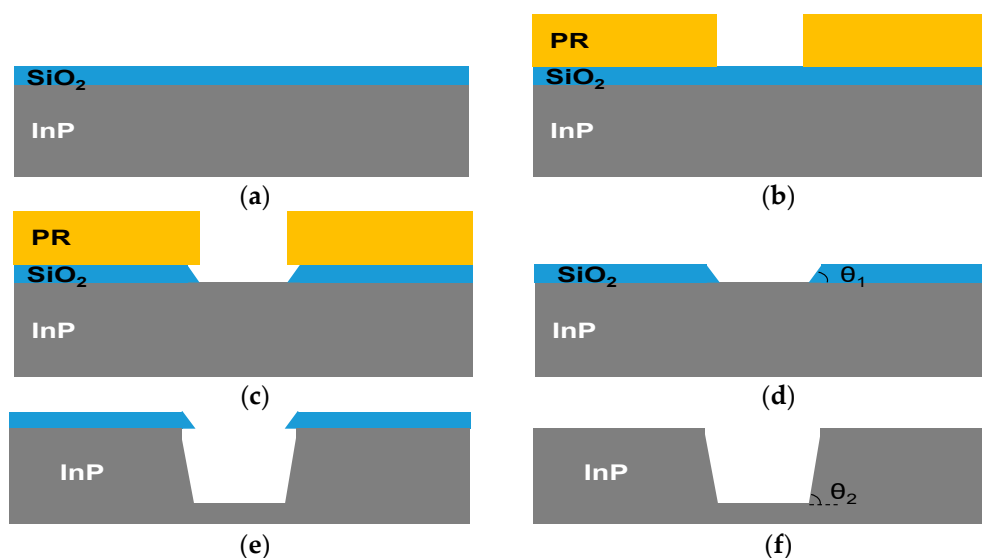 SiO₂
InP
(a)
PR
SiO₂
InP
(b)
PR
SiO₂
InP
(c)
SiO₂
θ₁
InP
(d)
InP
(e)
InP
θ₂
(f)